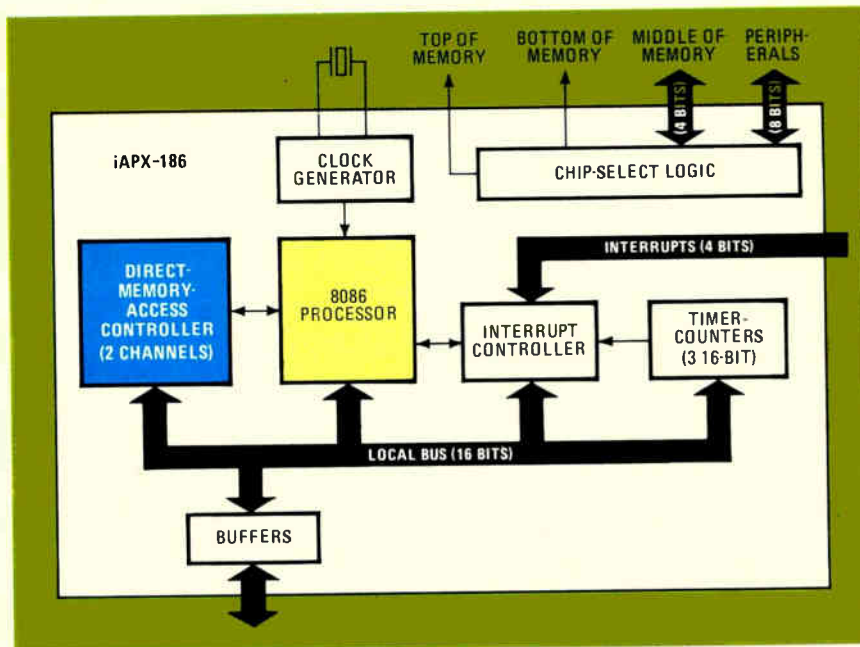 TOP OF
MEMORY
BOTTOM OF
MEMORY
MIDDLE OF
MEMORY
PERIPH-
ERALS
(4 BITS)
(8 BITS)
iAPX-186
CLOCK
GENERATOR
CHIP-SELECT LOGIC
INTERRUPTS (4 BITS)
DIRECT-
MEMORY-
ACCESS
CONTROLLER
(2 CHANNELS)
8086
PROCESSOR
INTERRUPT
CONTROLLER
TIMER-
COUNTERS
(3 16-BIT)
LOCAL BUS (16 BITS)
BUFFERS